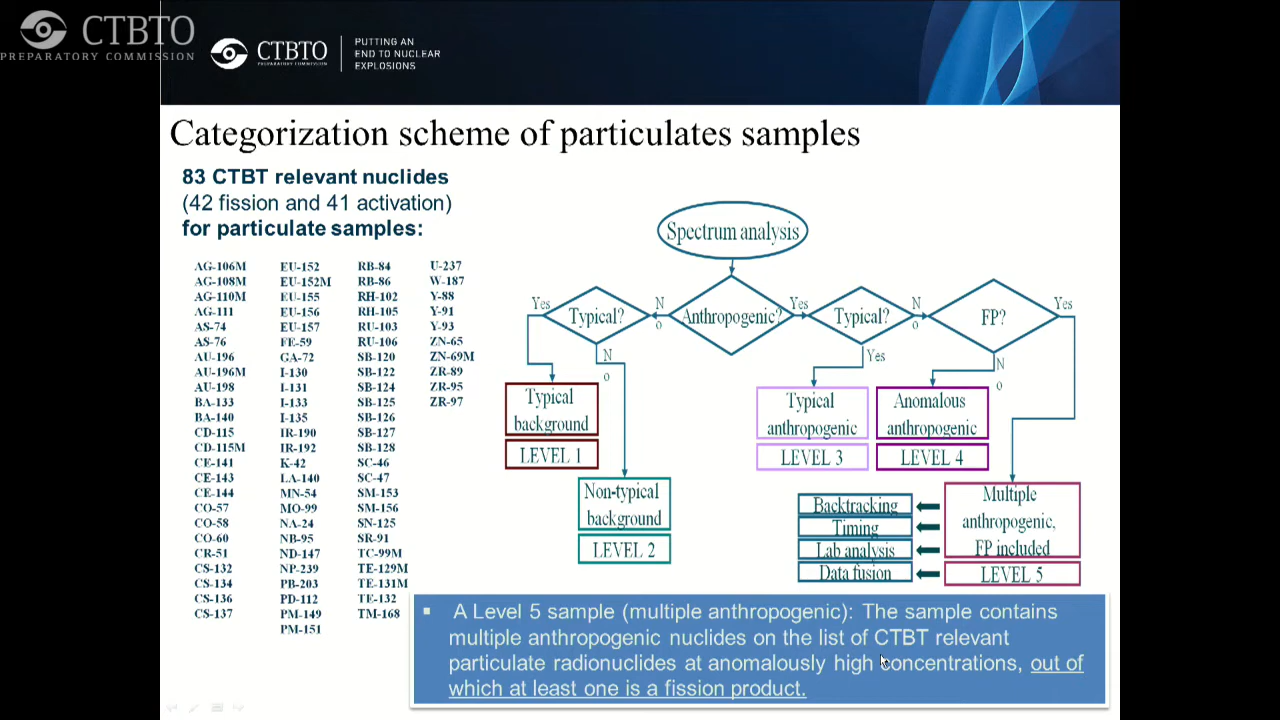 CTBTO
PREPARATORY COMMISSION
CTBTO
PREPARATORY COMMISSION
PUTTING AN
END TO NUCLEAR
EXPLOSIONS
Categorization scheme of particulates samples
83 CTBT relevant nuclides
(42 fission and 41 activation)
for particulate samples:
AG-106M
AG-108M
AG-110M
AG-111
AS-74
AS-76
AU-196
AU-196M
AU-198
BA-133
BA-140
CD-115
CD-115M
CE-141
CE-143
CE-144
CO-57
CO-58
CO-60
CR-51
CS-132
CS-134
CS-136
CS-137
EU-152
EU-152M
EU-155
EU-156
EU-157
FE-59
GA-72
I-130
I-131
I-133
I-135
IR-190
IR-192
K-42
LA-140
MN-54
MO-99
NA-24
NB-95
ND-147
NP-239
PB-203
PD-112
PM-149
PM-151
RB-84
RB-86
RH-102
RH-105
RU-103
RU-106
SB-120
SB-122
SB-124
SB-125
SB-126
SB-127
SB-128
SC-46
SC-47
SM-153
SM-156
SN-125
SR-91
TC-99M
TE-129M
TE-131M
TE-132
TM-168
U-237
W-187
Y-88
Y-91
Y-93
ZN-65
ZN-69M
ZR-89
ZR-95
ZR-97
Spectrum analysis
Yes
Typical?
N
o
Anthropogenic?
Yes
Typical?
N
o
FP?
Yes
N
o
Yes
N
o
Typical
background
LEVEL 1
Non-typical
background
LEVEL 2
Typical
anthropogenic
LEVEL 3
Anomalous
anthropogenic
LEVEL 4
Multiple
anthropogenic,
FP included
LEVEL 5
Backtracking
Timing
Lab analysis
Data fusion
▪ A Level 5 sample (multiple anthropogenic): The sample contains
multiple anthropogenic nuclides on the list of CTBT relevant
particulate radionuclides at anomalously high concentrations, out of
which at least one is a fission product.